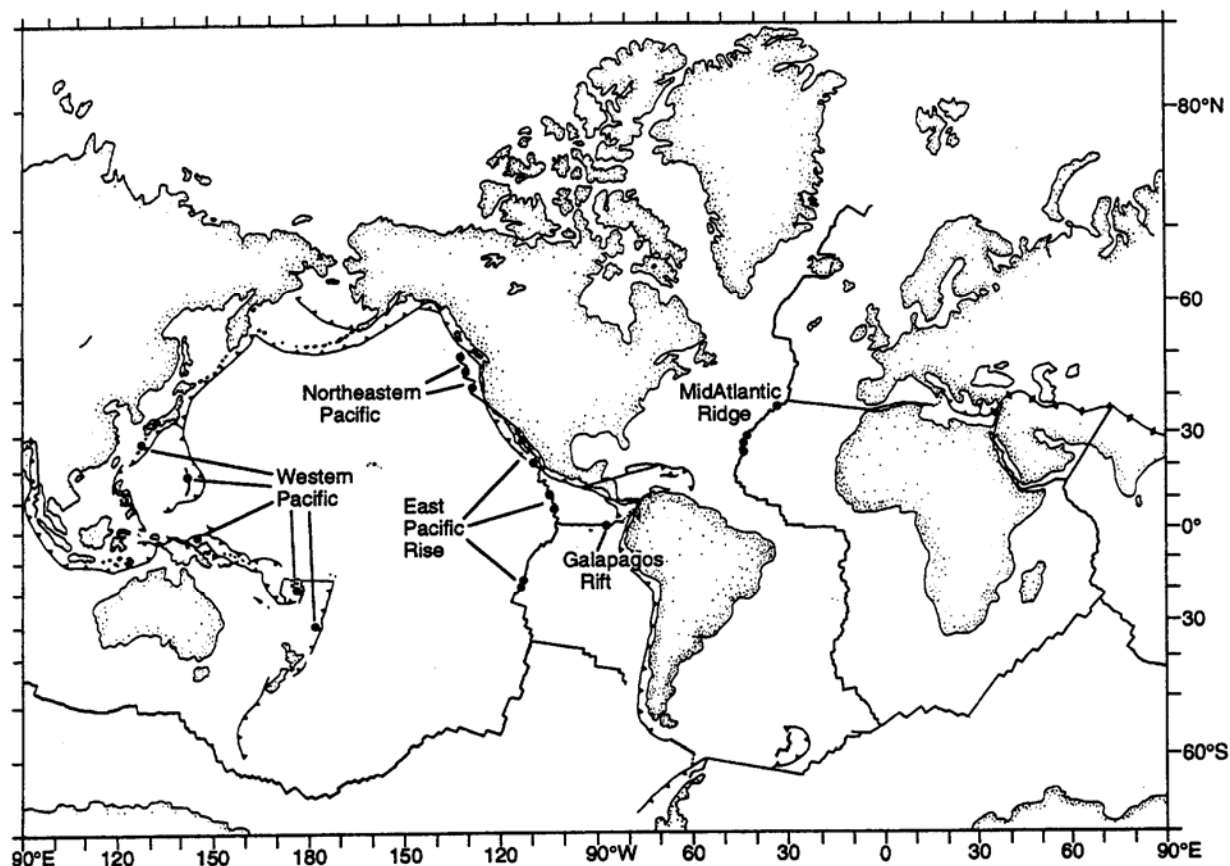 80°N
60
Northeastern
Pacific
MidAtlantic
Ridge
30
Western
Pacific
East
Pacific
Rise
0°
Galapagos
Rift
30
60°S
90°E 120 150 180 150 120 90°W 60 30 0 30 60 90°E